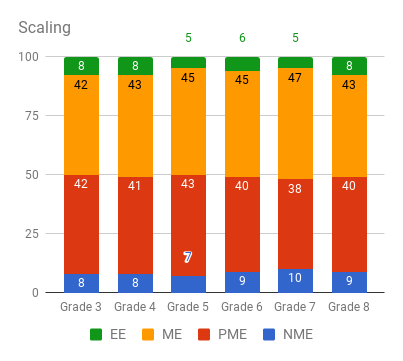 Scaling
5 6 5
100 8 8 8
42 43 45 45 47 43
75
50 42 41 43 40 38 40
25
7
8 8 9 10 9
0
Grade 3 Grade 4 Grade 5 Grade 6 Grade 7 Grade 8
EE ME PME NME